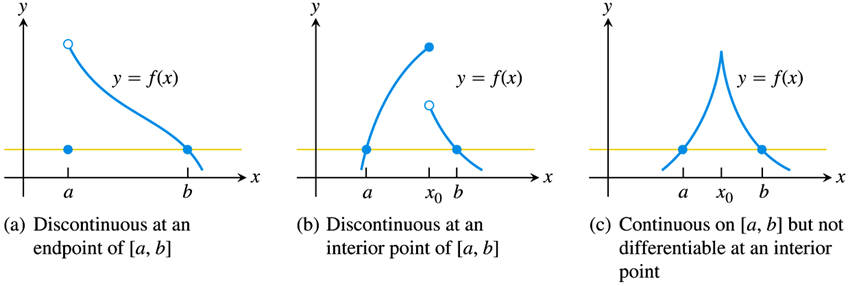 y
y = f(x)
a
b
x
(a) Discontinuous at an
endpoint of [a, b]
y
y = f(x)
a
x₀
b
x
(b) Discontinuous at an
interior point of [a, b]
y
y = f(x)
a
x₀
b
x
(c) Continuous on [a, b] but not
differentiable at an interior
point